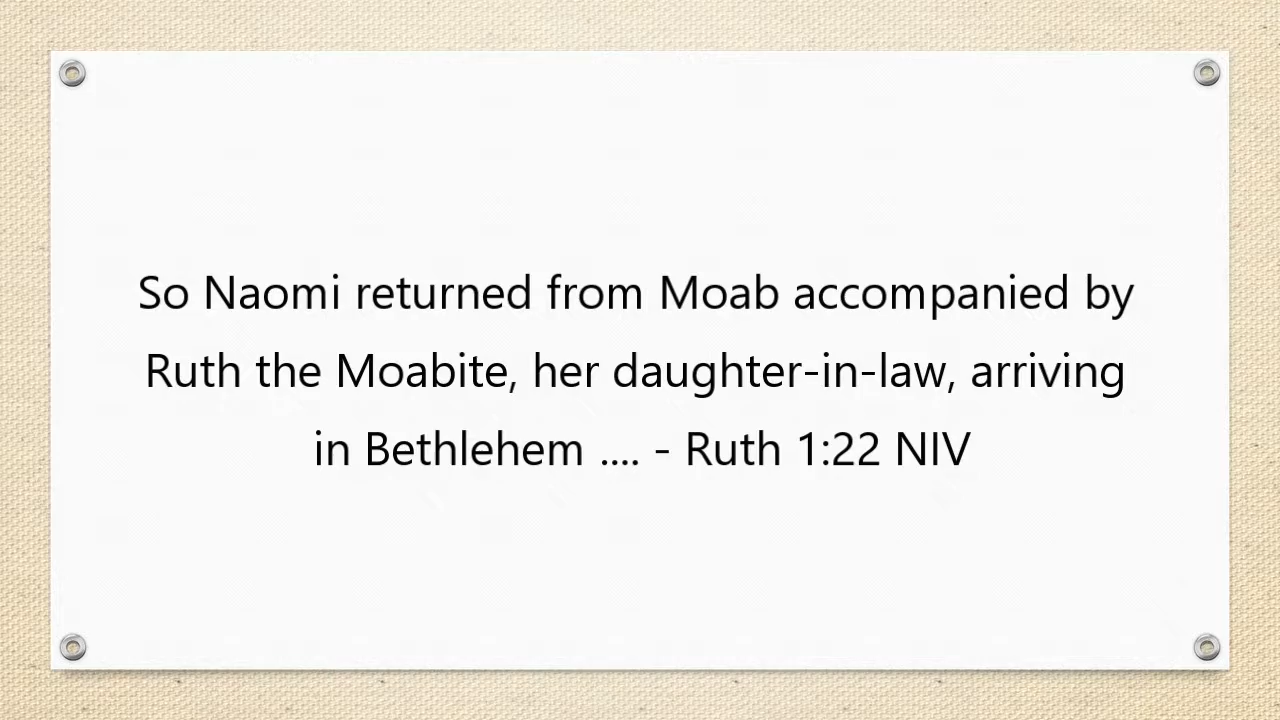 So Naomi returned from Moab accompanied by
Ruth the Moabite, her daughter-in-law, arriving
in Bethlehem .... - Ruth 1:22 NIV